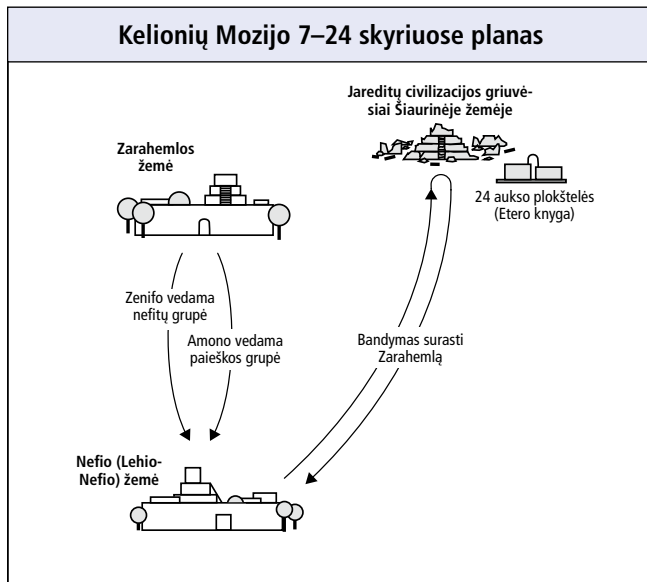 Kelionių Mozijo 7–24 skyriuose planas
Jareditų civilizacijos griuvė-
siai Šiaurinėje žemėje
Zarahemlos
žemė
24 aukso plokštelės
(Etero knyga)
Zenifo vedama
nefitų grupė
Amono vedama
paieškos grupė
Bandymas surasti
Zarahemlą
Nefio (Lehio-
Nefio) žemė